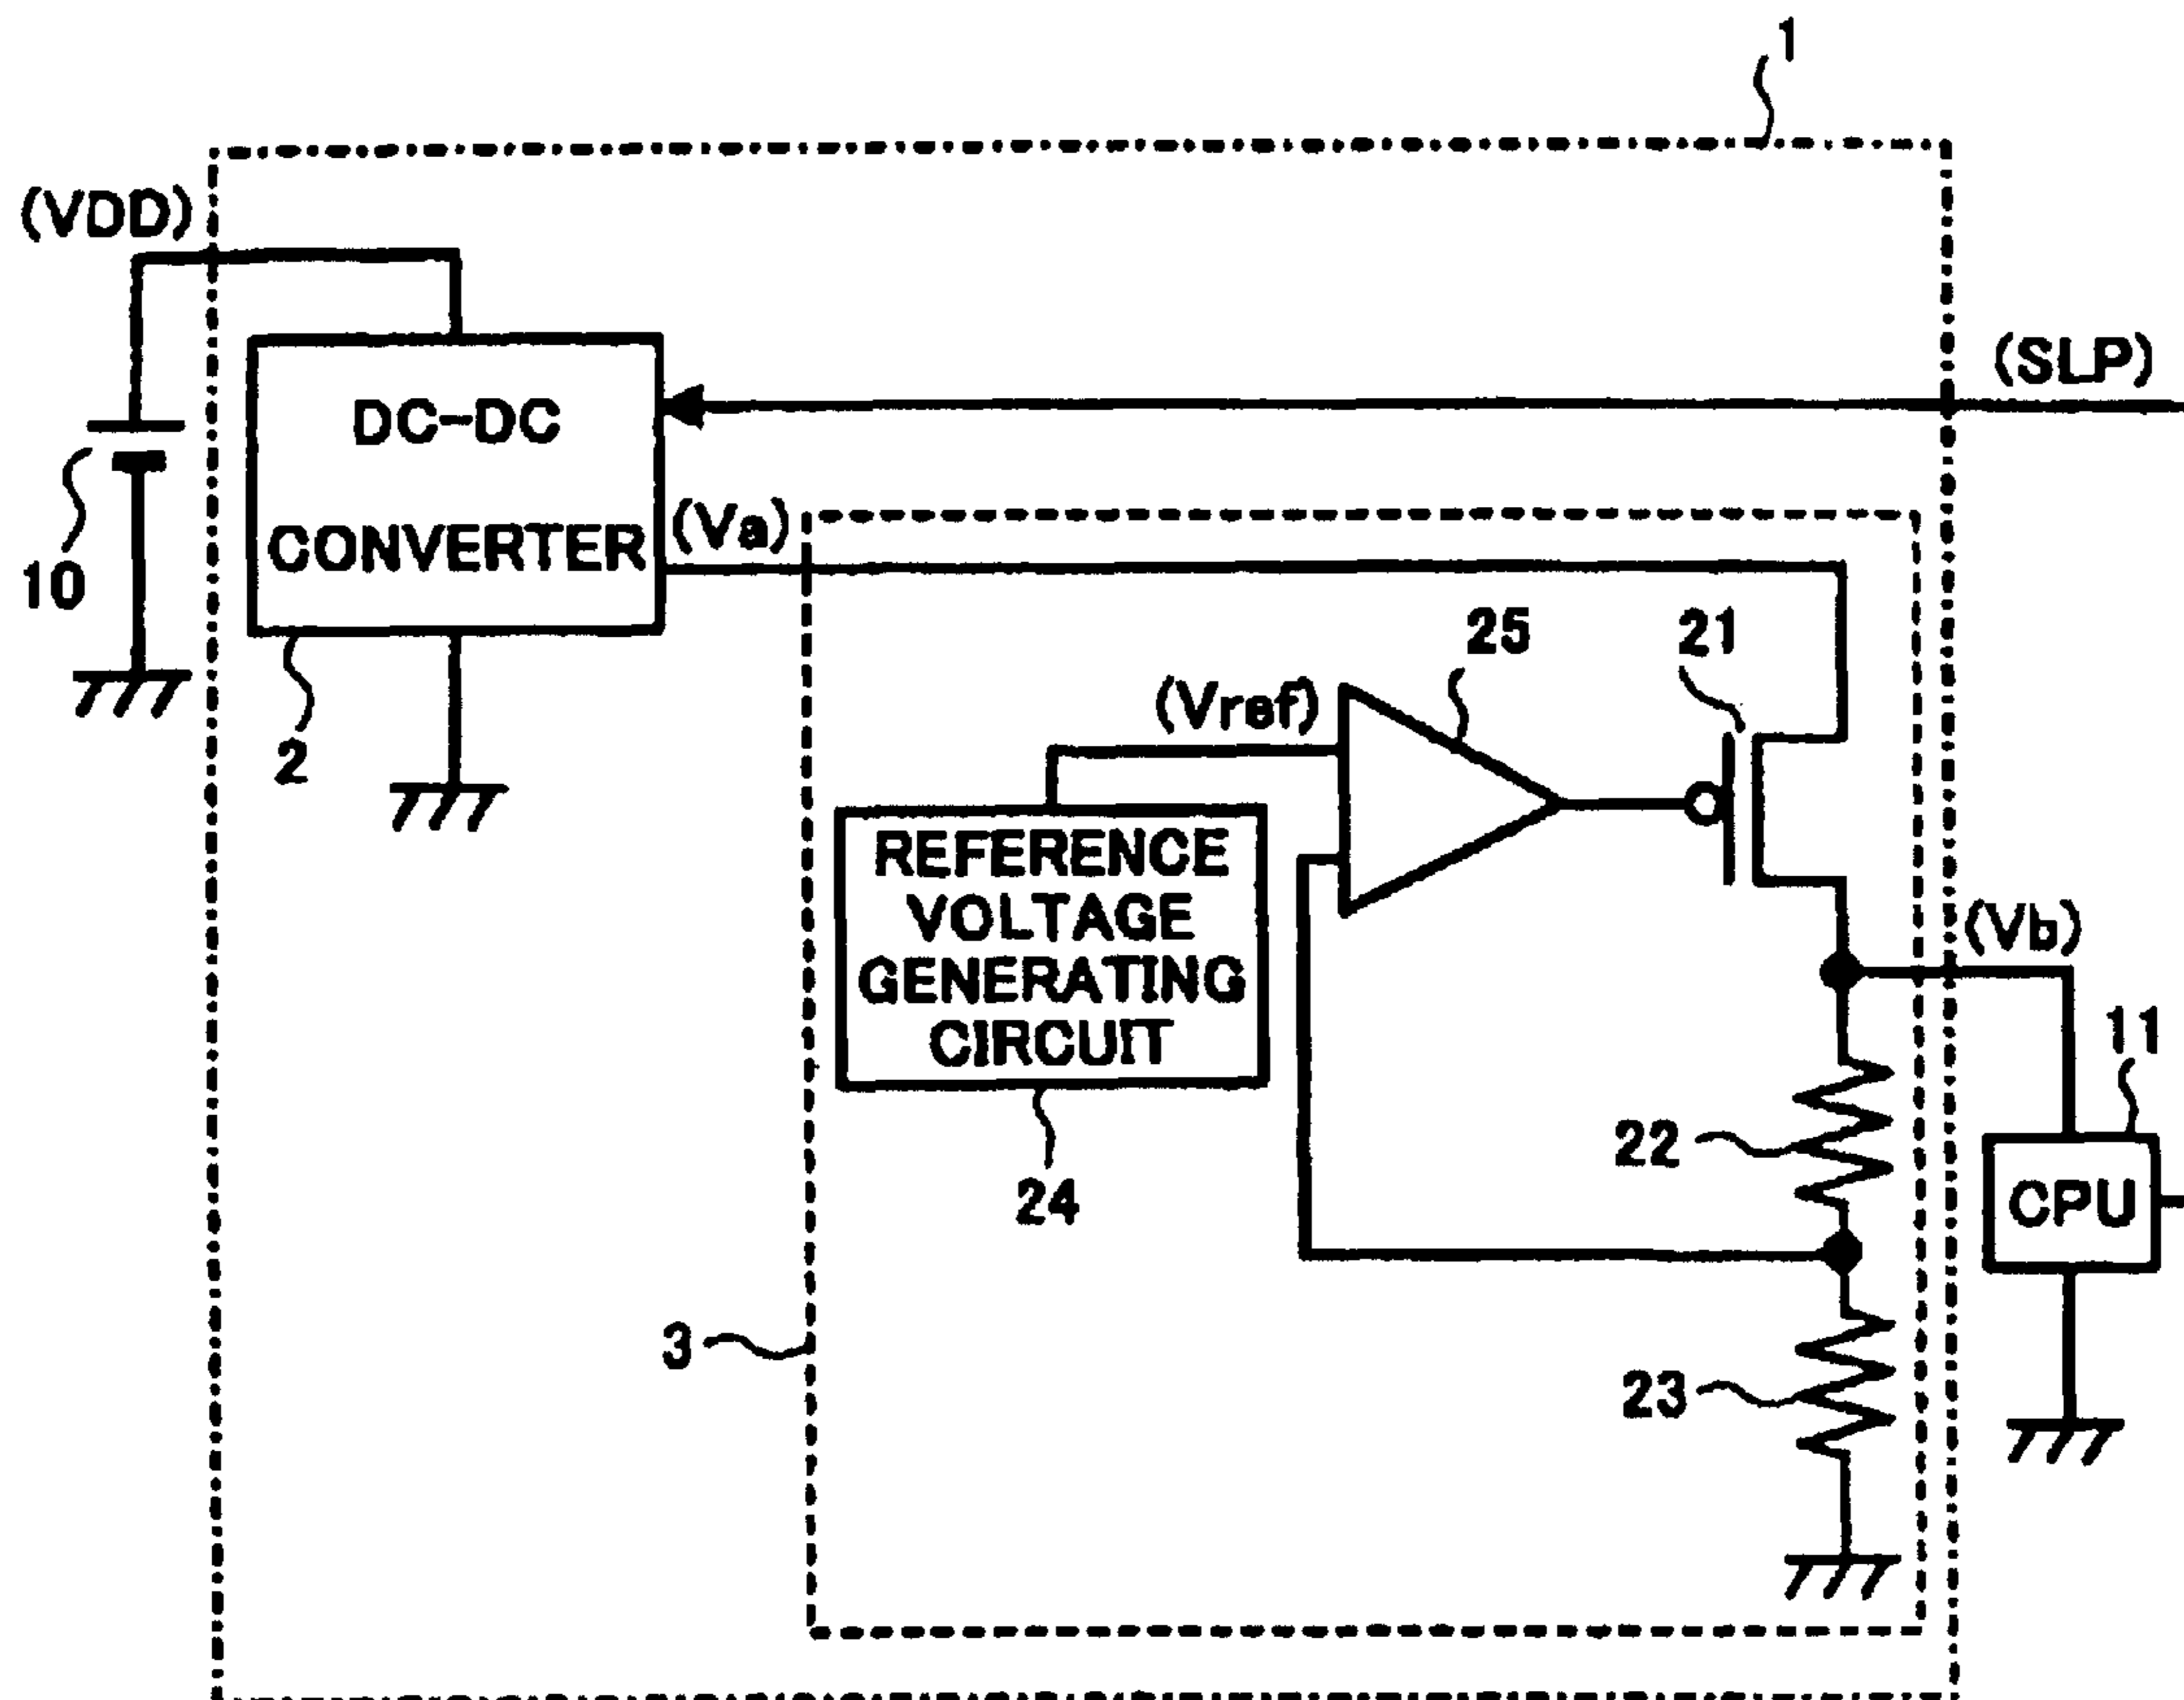 1
(VDD)
(SLP)
DC-DC
CONVERTER
(Va)
10
2
25
21
(Vref)
REFERENCE
VOLTAGE
GENERATING
CIRCUIT
24
(Vb)
11
CPU
22
3
23